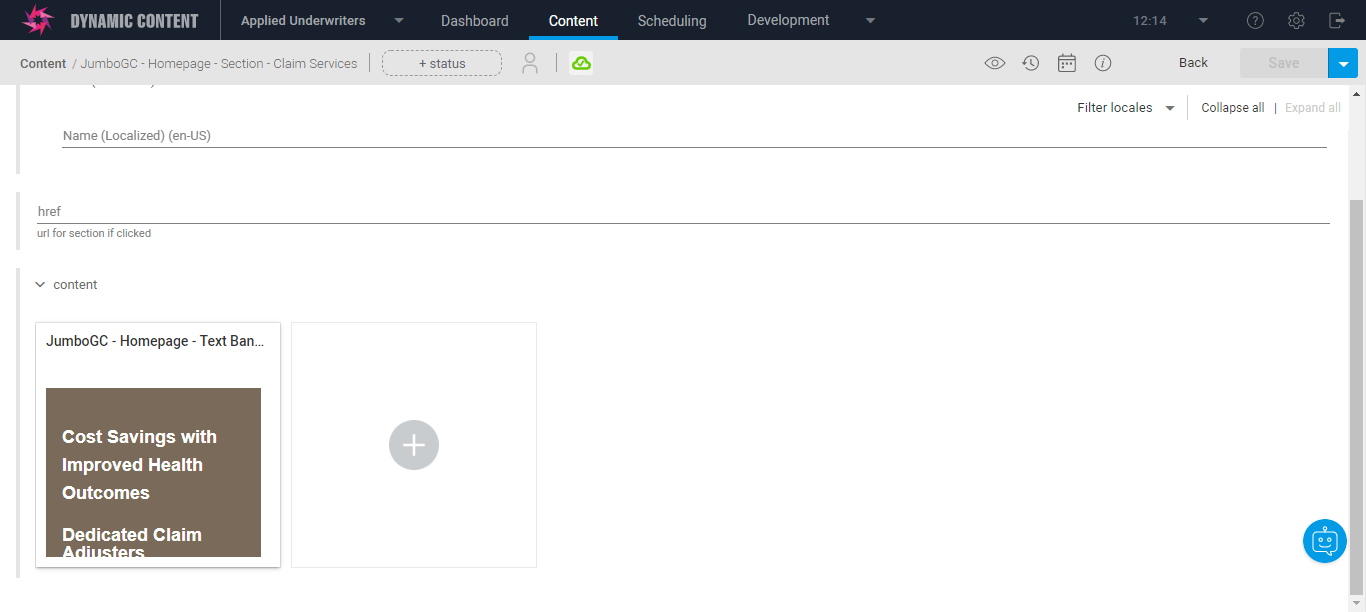 DYNAMIC CONTENT
Applied Underwriters
Dashboard
Content
Scheduling
Development
12:14
Content / JumboGC - Homepage - Section - Claim Services
+ status
Back
Save
Filter locales
Collapse all | Expand all
Name (Localized) (en-US)
href
url for section if clicked
content
JumboGC - Homepage - Text Ban...
Cost Savings with
Improved Health
Outcomes
Dedicated Claim
Adjusters